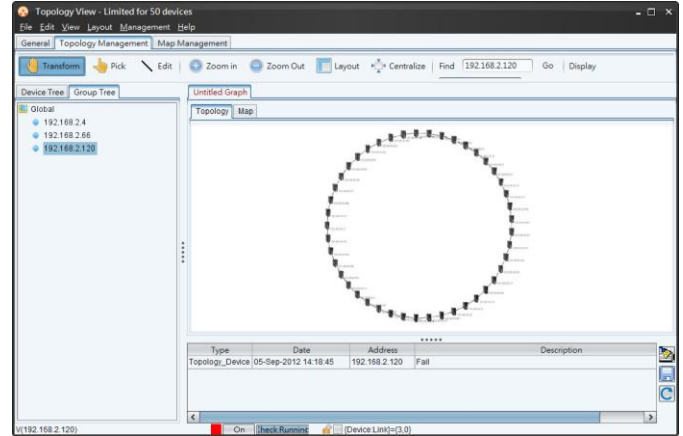 Topology View - Limited for 50 devices
File Edit View Layout Management Help
General Topology Management Map Management
Transform Pick Edit Zoom in Zoom Out Layout Centralize Find 192.168.2.120 Go Display
Device Tree Group Tree Untitled Graph
Global
Topology Map
192.168.2.4
192.168.2.66
192.168.2.120
Type Date Address Description
Topology_Device 05-Sep-2012 14:18:45 192.168.2.120 Fail
V(192.168.2.120) On Check Running (Device:Link)=(3,0)